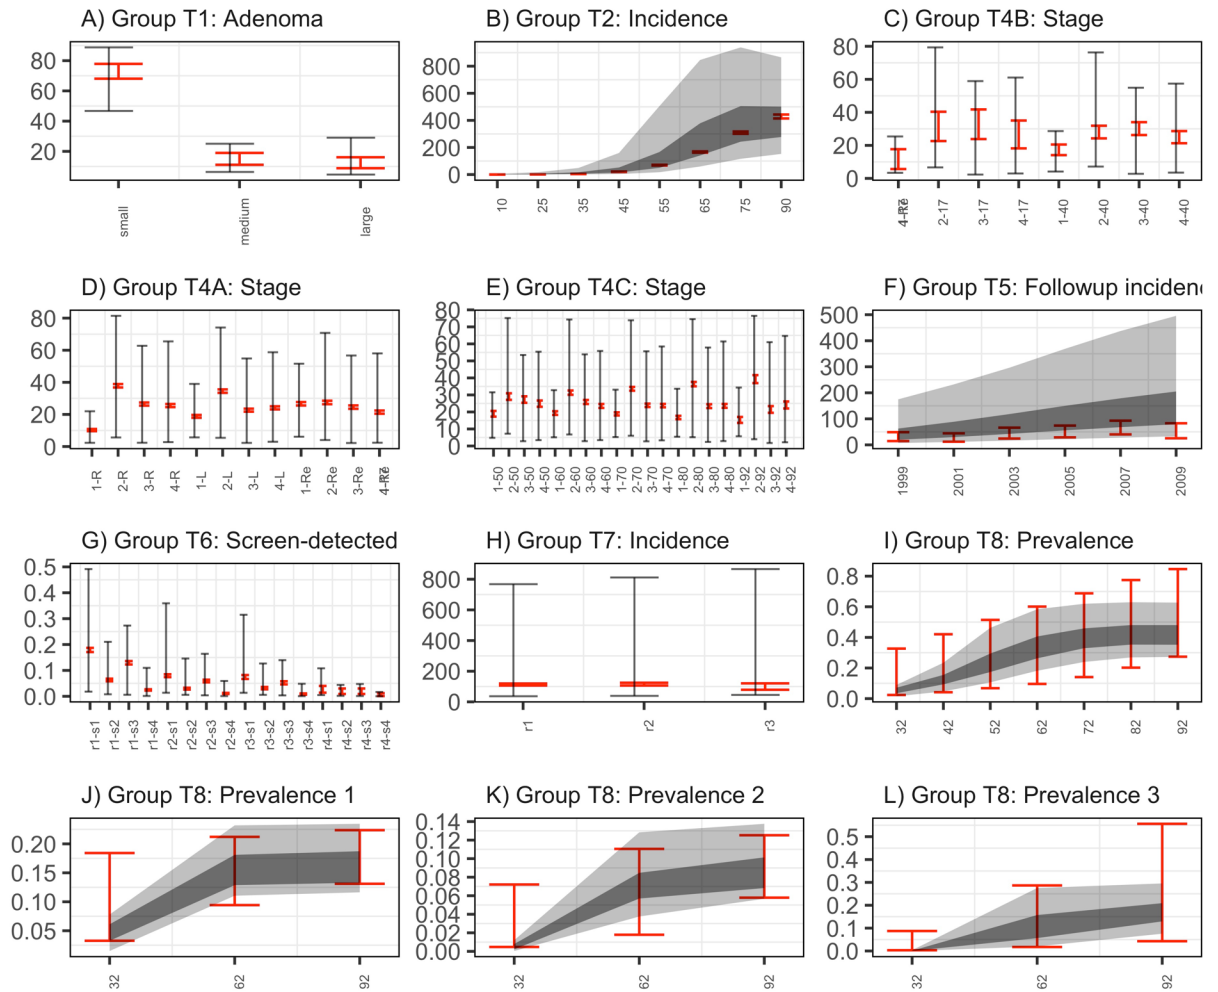 A) Group T1: Adenoma
80
60
40
20
small
medium
large
B) Group T2: Incidence
800
600
400
200
0
10
25
35
45
55
65
75
90
C) Group T4B: Stage
80
60
40
20
0
2-17
3-17
4-17
1-40
2-40
3-40
4-40
D) Group T4A: Stage
80
60
40
20
0
1-R
2-R
3-R
4-R
1-L
2-L
3-L
4-L
1-Re
2-Re
3-Re
E) Group T4C: Stage
80
70
60
50
40
30
20
10
0
1-50
2-50
3-50
4-50
1-60
2-60
3-60
4-60
1-70
2-70
3-70
4-70
1-80
2-80
3-80
4-80
1-92
2-92
3-92
4-92
F) Group T5: Followup inciden
500
400
300
200
100
0
1999
2001
2003
2005
2007
2009
G) Group T6: Screen-detected
0.5
0.4
0.3
0.2
0.1
0.0
r1-s1
r1-s2
r1-s3
r1-s4
r2-s1
r2-s2
r2-s3
r2-s4
r3-s1
r3-s2
r3-s3
r3-s4
r4-s1
r4-s2
r4-s3
r4-s4
H) Group T7: Incidence
800
600
400
200
0
r1
r2
r3
I) Group T8: Prevalence
0.8
0.6
0.4
0.2
0.0
32
42
52
62
72
82
92
J) Group T8: Prevalence 1
0.20
0.15
0.10
0.05
32
62
92
K) Group T8: Prevalence 2
0.14
0.12
0.10
0.08
0.06
0.04
0.02
0.00
32
62
92
L) Group T8: Prevalence 3
0.5
0.4
0.3
0.2
0.1
0.0
32
62
92